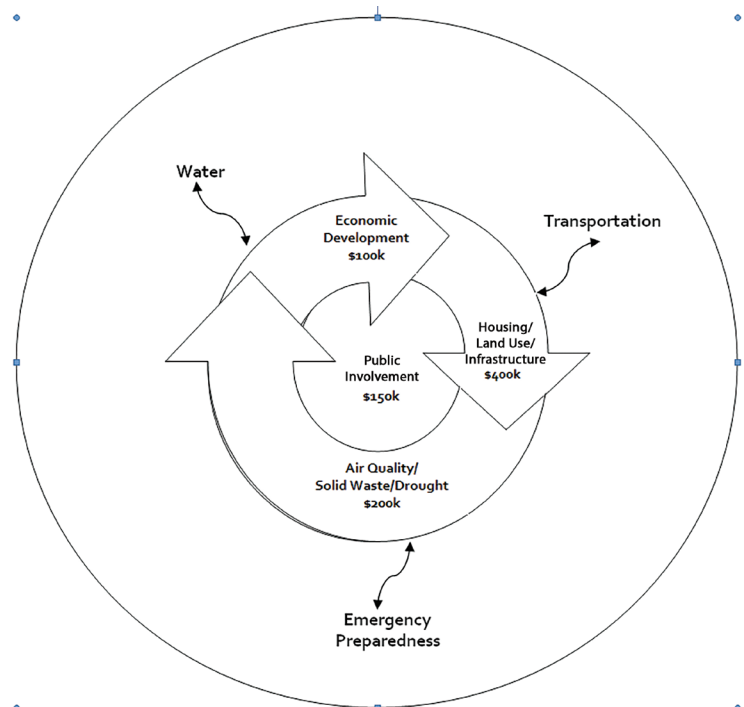 Water
Economic
Development
$100k
Transportation
Housing/
Land Use/
Infrastructure
$400k
Public
Involvement
$150k
Air Quality/
Solid Waste/Drought
$200k
Emergency
Preparedness